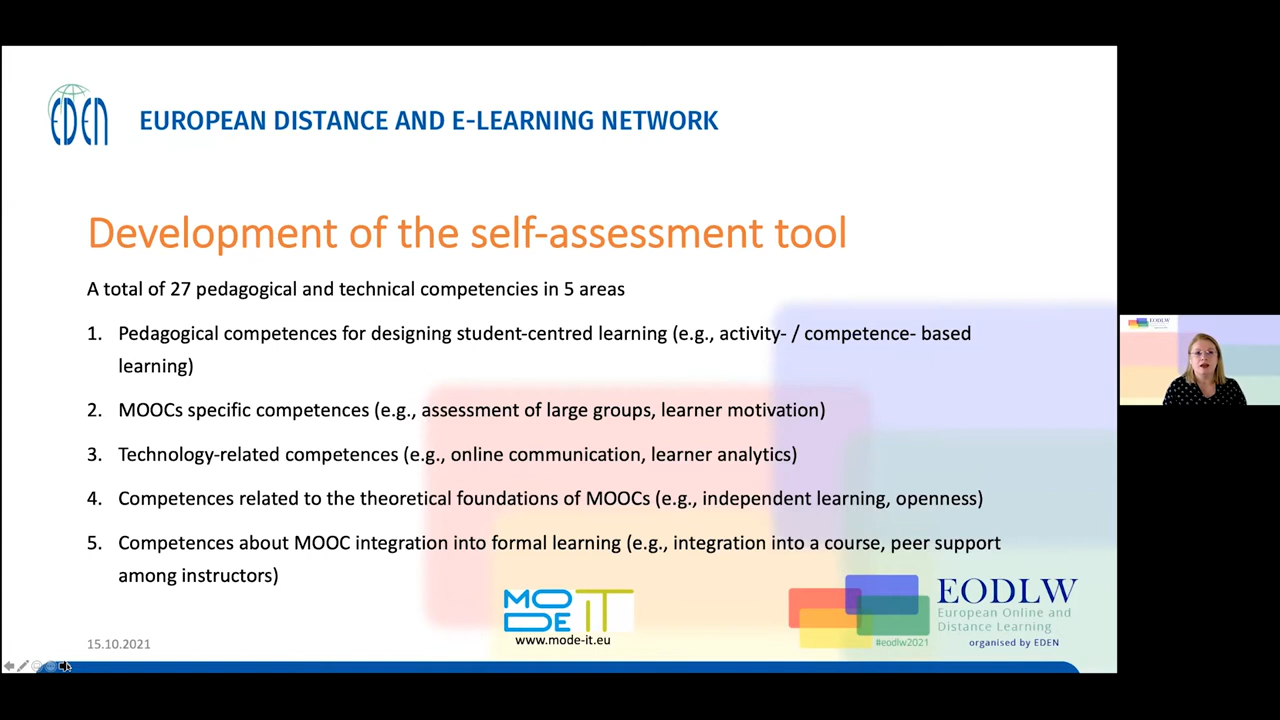 EDEN
EUROPEAN DISTANCE AND E-LEARNING NETWORK
Development of the self-assessment tool
A total of 27 pedagogical and technical competencies in 5 areas
1. Pedagogical competences for designing student-centred learning (e.g., activity- / competence- based
learning)
2. MOOCs specific competences (e.g., assessment of large groups, learner motivation)
3. Technology-related competences (e.g., online communication, learner analytics)
4. Competences related to the theoretical foundations of MOOCs (e.g., independent learning, openness)
5. Competences about MOOC integration into formal learning (e.g., integration into a course, peer support
among instructors)
MO
DE IT
www.mode-it.eu
EODLW
European Online and
Distance Learning
#eodlw2021
organised by EDEN
15.10.2021
EODLW